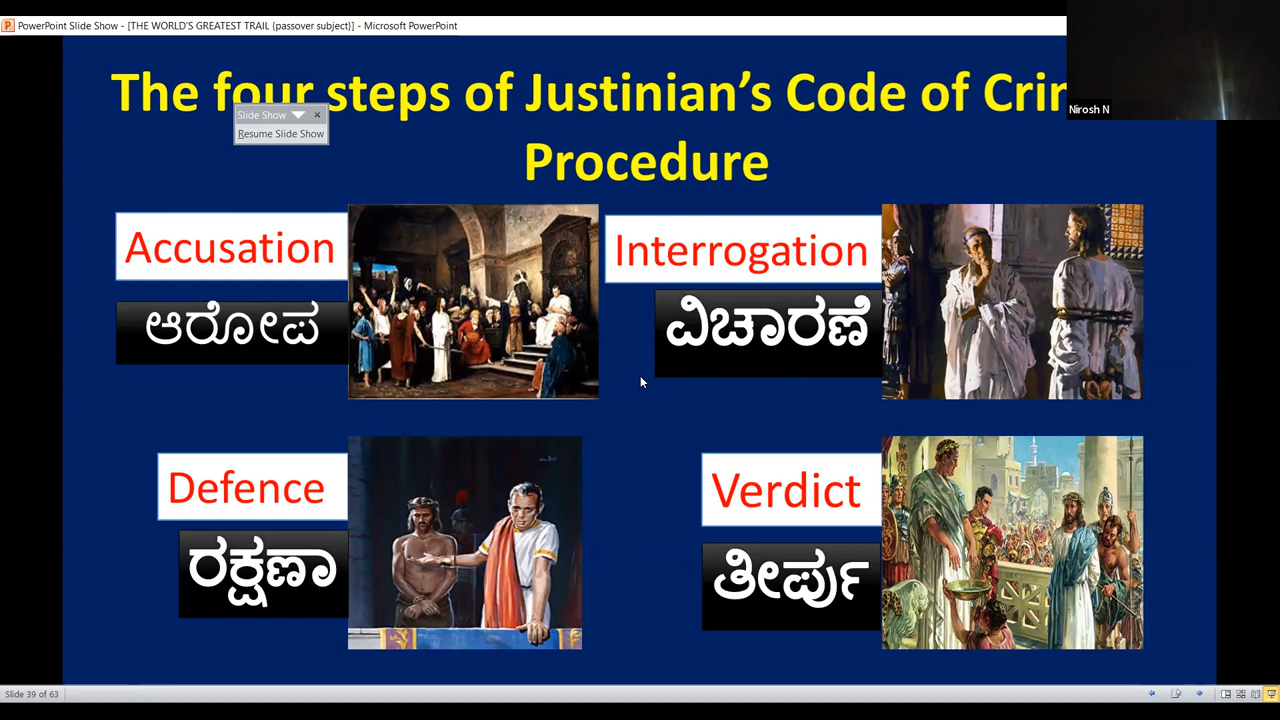 PowerPoint Slide Show - [THE WORLD'S GREATEST TRAIL (passover subject}] - Microsoft PowerPoint
Nirosh N
The four steps of Justinian's Code of
Procedure
Slide Show
Resume Slide Show
Accusation
Interrogation
ಆರೋಪ
ವಿಚಾರಣೆ
Defence
Verdict
ರಕ್ಷಣಾ
ತೀರ್ಪು
Slide 39 of 63